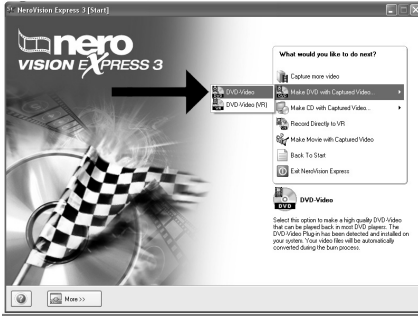 NeroVision Express 3 [Start]
nero
VISION EXPRESS 3
What would you like to do next?
Capture more video
DVD-Video
Make DVD with Captured Video...
DVD-Video (VR)
Make CD with Captured Video...
Record Directly to VR
Make Movie with Captured Video
Back To Start
Exit NeroVision Express
DVD
DVD-Video
Select this option to make a high quality DVD-Video
that can be played back in most DVD players. The
DVD-Video Plug-in has been detected and installed on
your system. Your video files will be automatically
converted during the burn process.
More >>